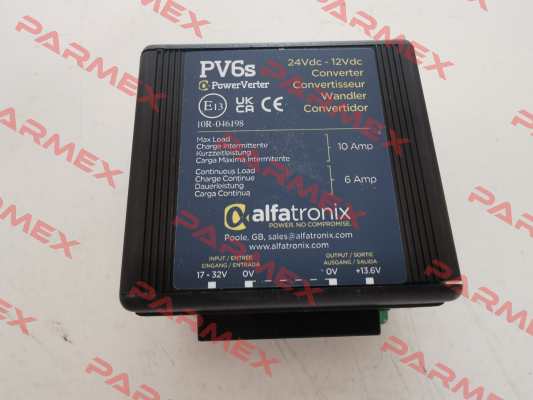 PV6s
PowerVerter
E13 UK CA CE
10R-046198
24Vdc - 12Vdc
Converter
Convertisseur
Wandler
Convertidor
Max Load
Charge Intermittente
Kurzzeitleistung
Carga Maxima Intermitente
10 Amp
Continuous Load
Charge Continue
Dauerleistung
Carga Continua
6 Amp
alfatronix
POWER. NO COMPROMISE.
Poole, GB, sales@alfatronix.com
www.alfatronix.com
INPUT / ENTRÉE
EINGANG / ENTRADA
OUTPUT / SORTIE
AUSGANG / SALIDA
17 - 32V 0V 0V +13.6V
PARMEX
PARMEX
PARMEX
PARMEX
PARMEX
PARMEX
PARMEX
PARMEX